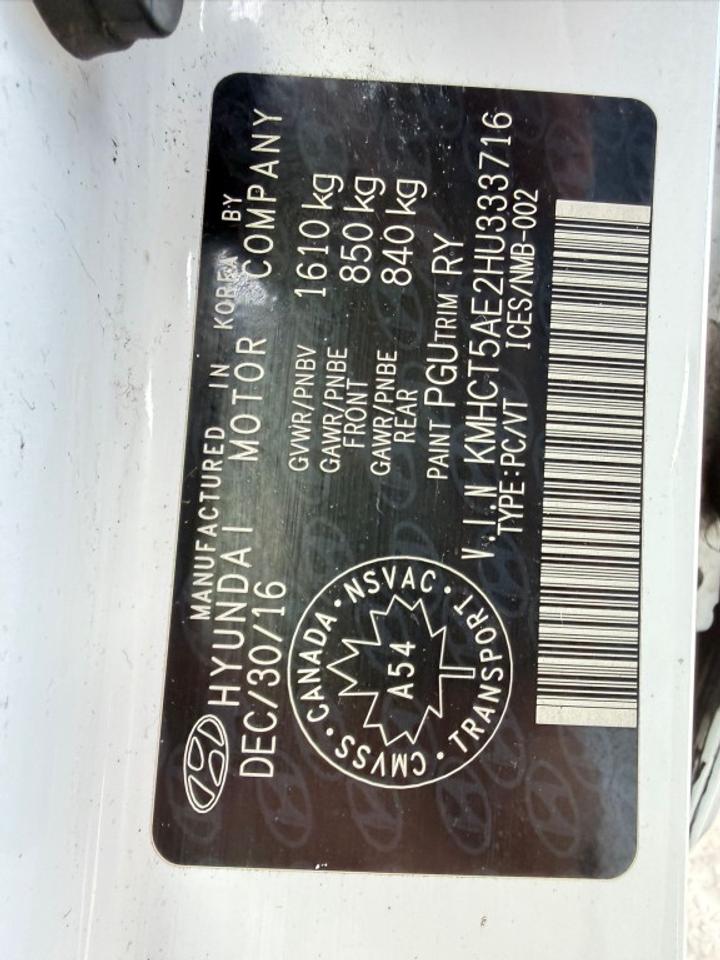 MANUFACTURED IN KOREA BY
HYUNDAI MOTOR COMPANY
DEC/30/16
GVWR/PNBV 1610 kg
GAWR/PNBE FRONT 850 kg
GAWR/PNBE REAR 840 kg
PAINT PGU TRIM RY
V.I.N KMHCT5AE2HU333716
TYPE:PC/VT ICES/NMB-002
CANADA · NSVAC · TRANSPORT · CMVSS ·
A54